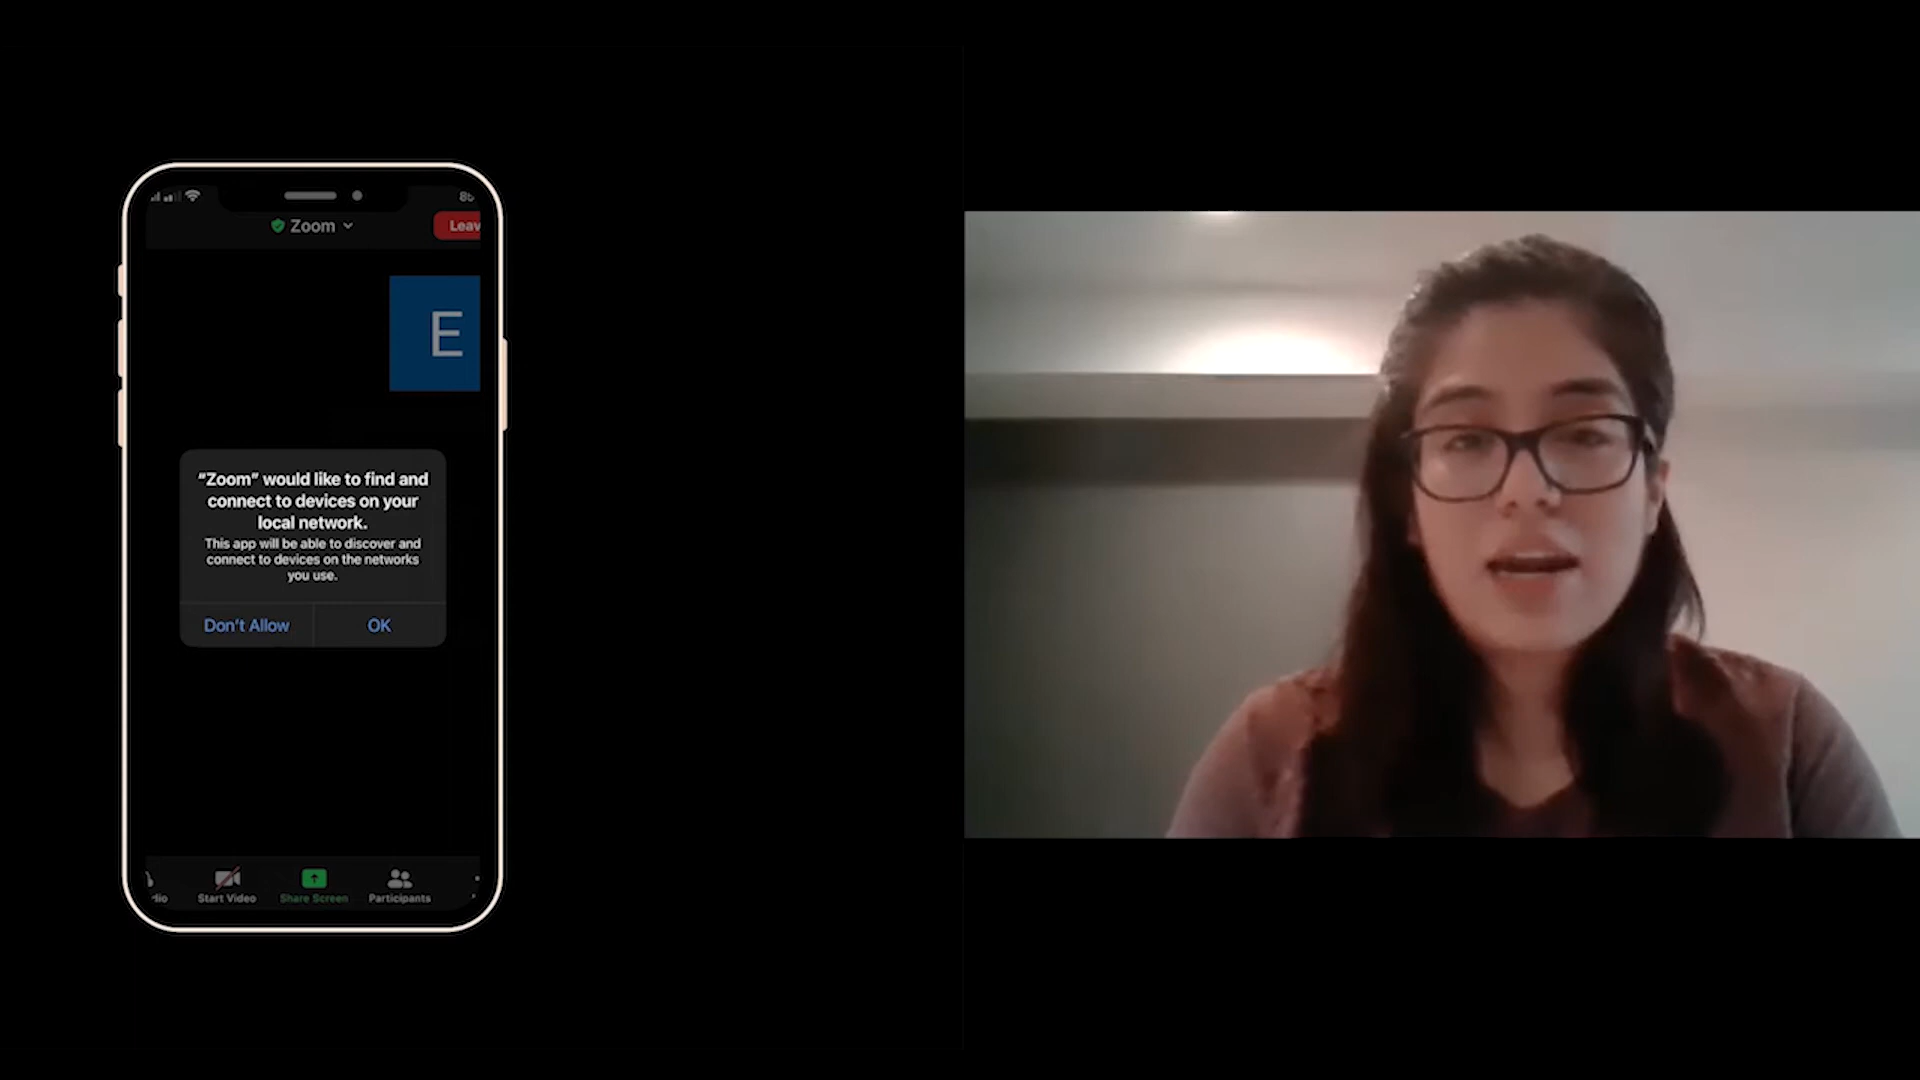 Zoom
Leav
E
“Zoom” would like to find and
connect to devices on your
local network.
This app will be able to discover and
connect to devices on the networks
you use.
Don’t Allow
OK
dio
Start Video
Share Screen
Participants